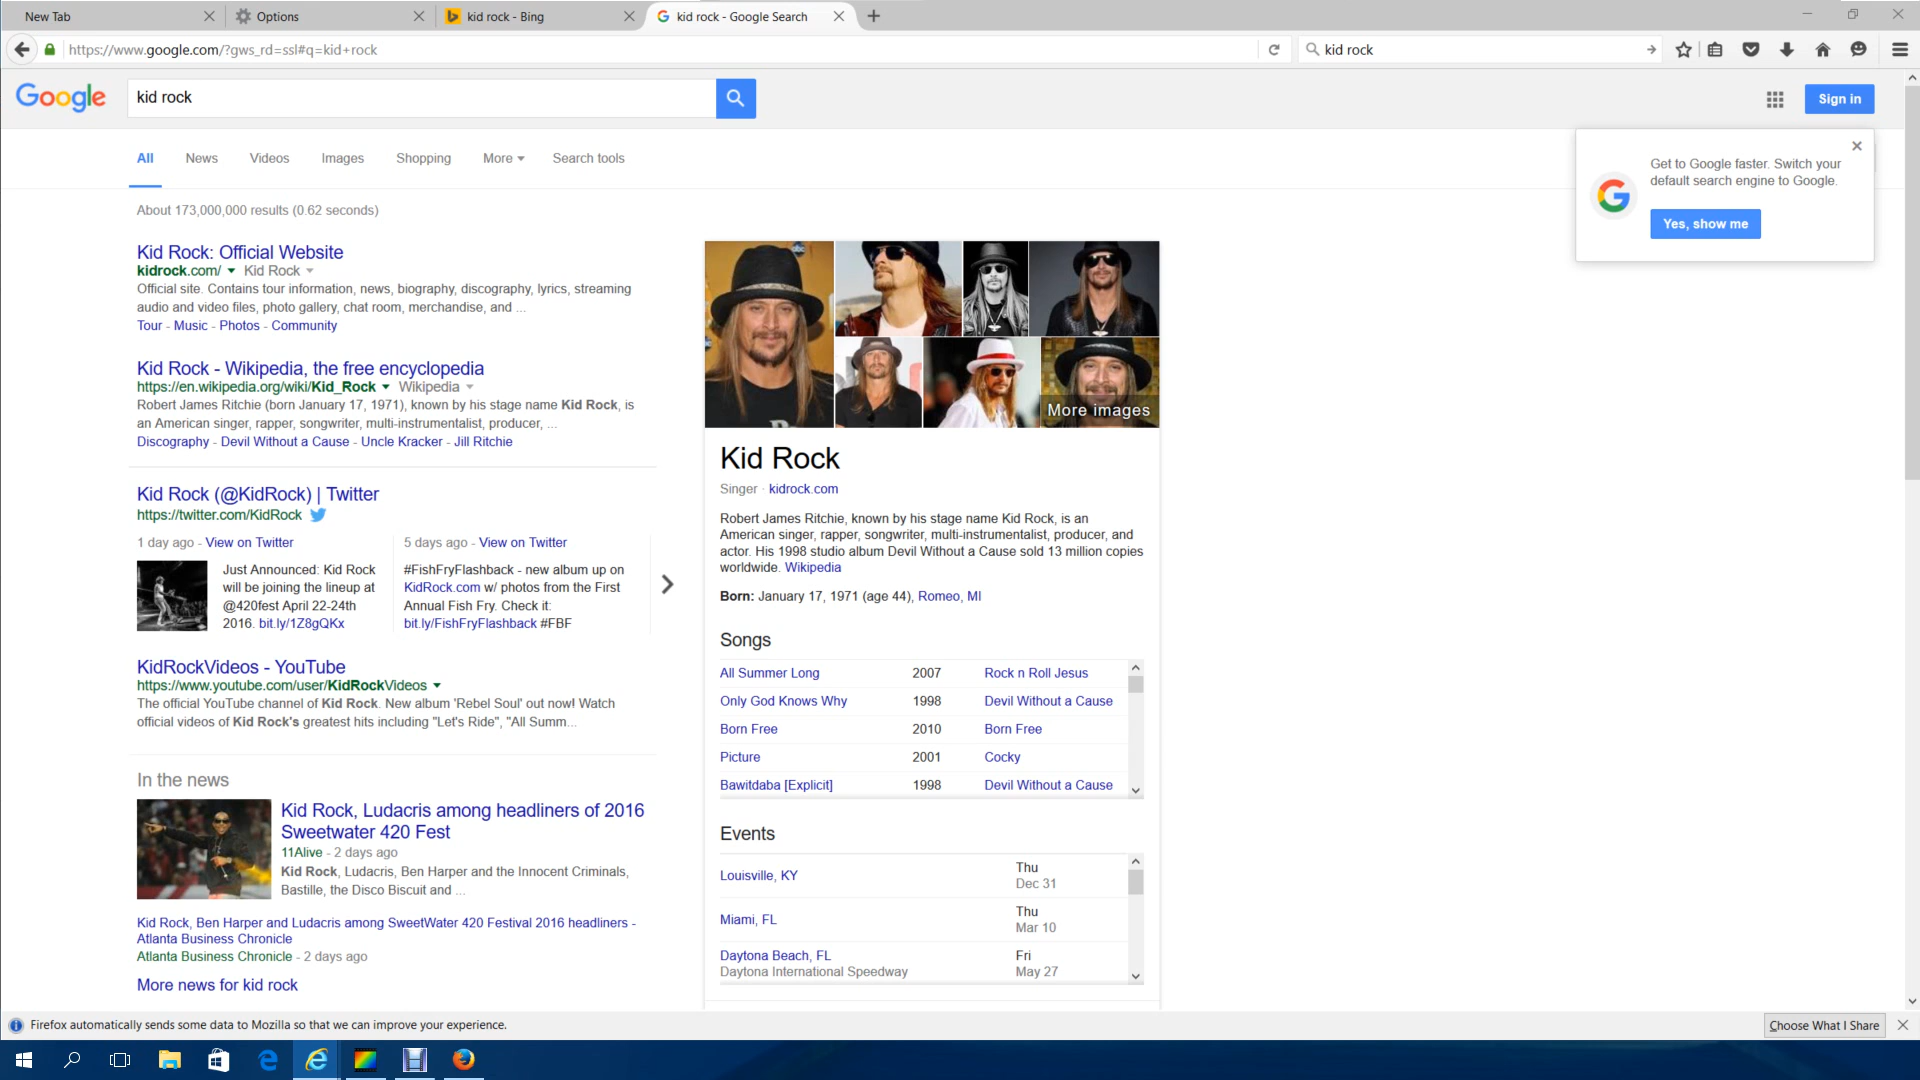 New Tab
Options
kid rock - Bing
kid rock - Google Search
https://www.google.com/?gws_rd=ssl#q=kid+rock
kid rock
Google
kid rock
Sign in
All
News
Videos
Images
Shopping
More
Search tools
Get to Google faster. Switch your
default search engine to Google.
Yes, show me
About 173,000,000 results (0.62 seconds)
Kid Rock: Official Website
kidrock.com/ Kid Rock
Official site. Contains tour information, news, biography, discography, lyrics, streaming
audio and video files, photo gallery, chat room, merchandise, and ...
Tour - Music - Photos - Community
Kid Rock - Wikipedia, the free encyclopedia
https://en.wikipedia.org/wiki/Kid_Rock Wikipedia
Robert James Ritchie (born January 17, 1971), known by his stage name Kid Rock, is
an American singer, rapper, songwriter, multi-instrumentalist, producer, ...
Discography - Devil Without a Cause - Uncle Kracker - Jill Ritchie
Kid Rock (@KidRock) | Twitter
https://twitter.com/KidRock
1 day ago - View on Twitter
Just Announced: Kid Rock
will be joining the lineup at
@420fest April 22-24th
2016. bit.ly/1Z8gQKx
5 days ago - View on Twitter
#FishFryFlashback - new album up on
KidRock.com w/ photos from the First
Annual Fish Fry. Check it:
bit.ly/FishFryFlashback #FBF
KidRockVideos - YouTube
https://www.youtube.com/user/KidRockVideos
The official YouTube channel of Kid Rock. New album 'Rebel Soul' out now! Watch
official videos of Kid Rock's greatest hits including "Let's Ride", "All Summ...
In the news
Kid Rock, Ludacris among headliners of 2016
Sweetwater 420 Fest
11Alive - 2 days ago
Kid Rock, Ludacris, Ben Harper and the Innocent Criminals,
Bastille, the Disco Biscuit and ...
Kid Rock, Ben Harper and Ludacris among SweetWater 420 Festival 2016 headliners -
Atlanta Business Chronicle
Atlanta Business Chronicle - 2 days ago
More news for kid rock
abc
More images
Kid Rock
Singer · kidrock.com
Robert James Ritchie, known by his stage name Kid Rock, is an
American singer, rapper, songwriter, multi-instrumentalist, producer, and
actor. His 1998 studio album Devil Without a Cause sold 13 million copies
worldwide. Wikipedia
Born: January 17, 1971 (age 44), Romeo, MI
Songs
All Summer Long 2007 Rock n Roll Jesus
Only God Knows Why 1998 Devil Without a Cause
Born Free 2010 Born Free
Picture 2001 Cocky
Bawitdaba [Explicit] 1998 Devil Without a Cause
Events
Louisville, KY
Thu
Dec 31
Miami, FL
Thu
Mar 10
Daytona Beach, FL
Daytona International Speedway
Fri
May 27
Firefox automatically sends some data to Mozilla so that we can improve your experience.
Choose What I Share